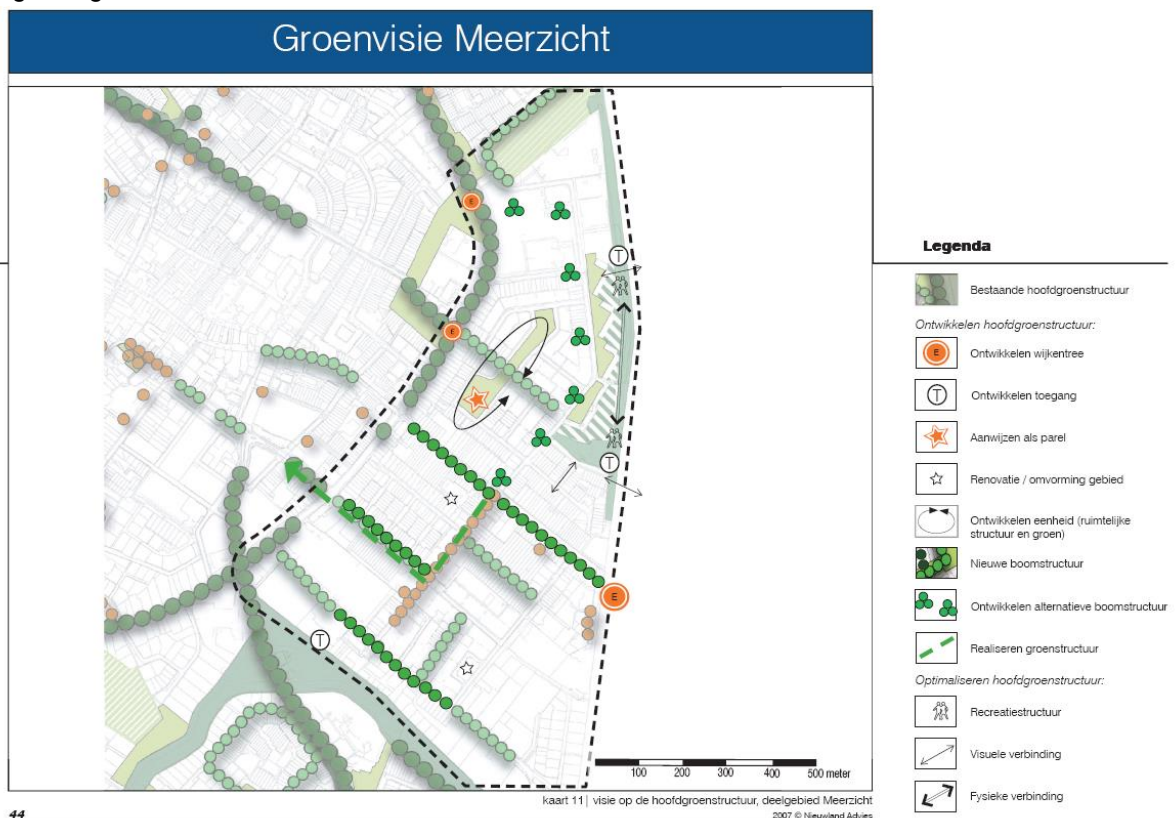 Groenvisie Meerzicht
E
T
E
T
T
E
100 200 300 400 500 meter
kaart 11| visie op de hoofdgroenstructuur, deelgebied Meerzicht
2007 © Nieuwland Advies
44
Legenda
Bestaande hoofdgroenstructuur
Ontwikkelen hoofdgroenstructuur:
E Ontwikkelen wijkentree
T Ontwikkelen toegang
Aanwijzen als parel
Renovatie / omvorming gebied
Ontwikkelen eenheid (ruimtelijke
structuur en groen)
Nieuwe boomstructuur
Ontwikkelen alternatieve boomstructuur
Realiseren groenstructuur
Optimaliseren hoofdgroenstructuur:
Recreatiestructuur
Visuele verbinding
Fysieke verbinding